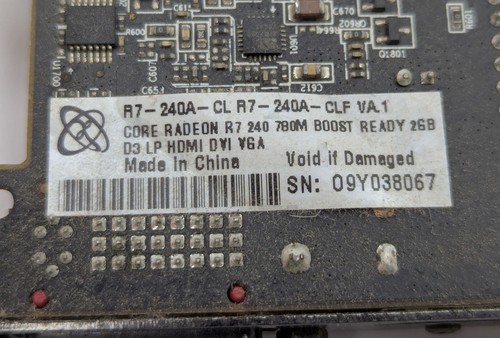 R7-240A-CL R7-240A-CLF VA.1
CORE RADEON R7 240 780M BOOST READY 2GB
D3 LP HDMI DVI VGA
Made in China Void if Damaged
SN: 09Y038067
C612